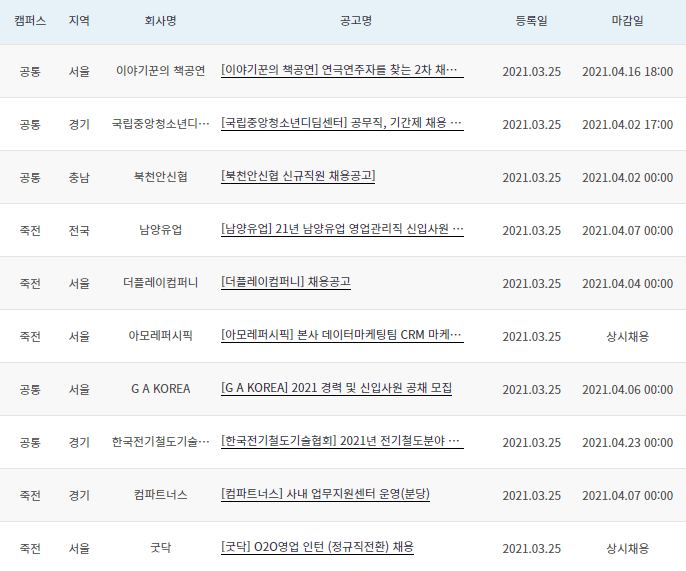 캠퍼스 지역 회사명 공고명 등록일 마감일
공통 서울 이야기꾼의 책공연 [이야기꾼의 책공연] 연극연주자를 찾는 2차 채… 2021.03.25 2021.04.16 18:00
공통 경기 국립중앙청소년디… [국립중앙청소년디딤센터] 공무직, 기간제 채용 … 2021.03.25 2021.04.02 17:00
공통 충남 북천안신협 [북천안신협 신규직원 채용공고] 2021.03.25 2021.04.02 00:00
죽전 전국 남양유업 [남양유업] 21년 남양유업 영업관리직 신입사원 … 2021.03.25 2021.04.07 00:00
죽전 서울 더플레이컴퍼니 [더플레이컴퍼니] 채용공고 2021.03.25 2021.04.04 00:00
죽전 서울 아모레퍼시픽 [아모레퍼시픽] 본사 데이터마케팅팀 CRM 마케… 2021.03.25 상시채용
공통 서울 G A KOREA [G A KOREA] 2021 경력 및 신입사원 공채 모집 2021.03.25 2021.04.06 00:00
공통 경기 한국전기철도기술… [한국전기철도기술협회] 2021년 전기철도분야 … 2021.03.25 2021.04.23 00:00
죽전 경기 컴파트너스 [컴파트너스] 사내 업무지원센터 운영(분당) 2021.03.25 2021.04.07 00:00
죽전 서울 굿닥 [굿닥] O2O영업 인턴 (정규직전환) 채용 2021.03.25 상시채용